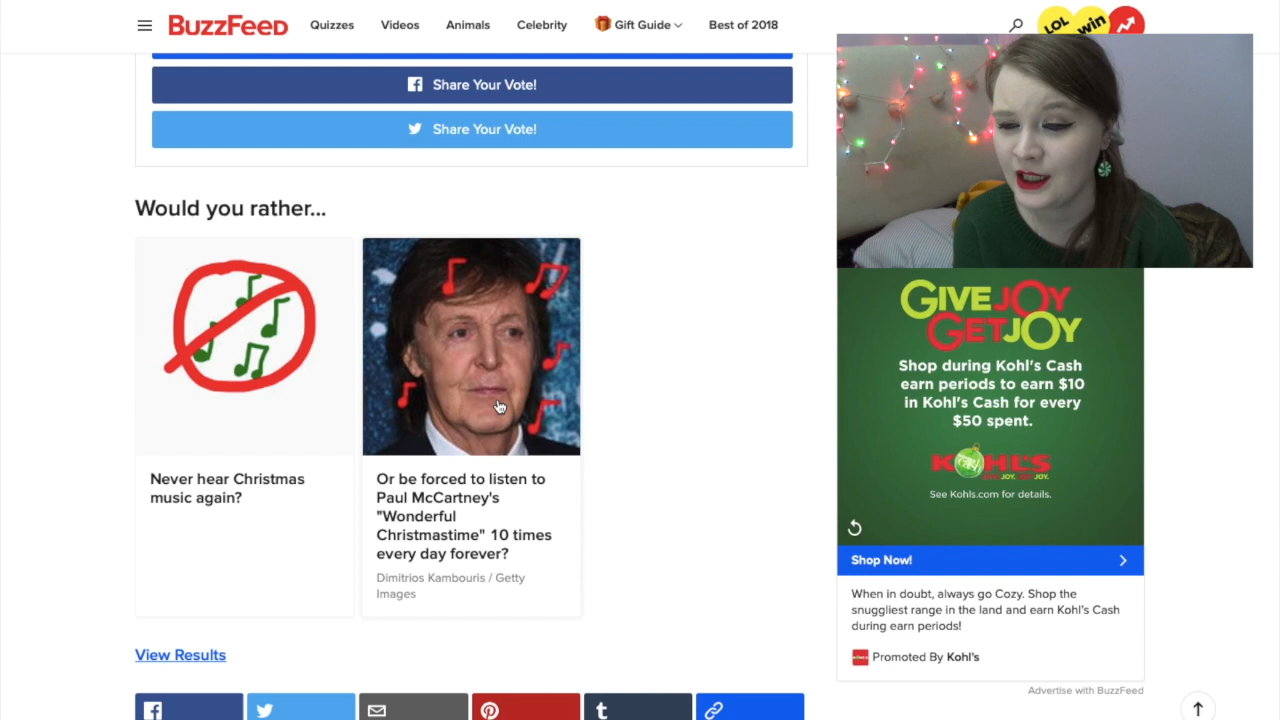 BuzzFeed
Quizzes
Videos
Animals
Celebrity
Gift Guide
Best of 2018
LOL
win
Share Your Vote!
Share Your Vote!
Would you rather...
Never hear Christmas
music again?
Or be forced to listen to
Paul McCartney's
"Wonderful
Christmastime" 10 times
every day forever?
Dimitrios Kambouris / Getty
Images
View Results
GIVE JOY
GET JOY
Shop during Kohl's Cash
earn periods to earn $10
in Kohl's Cash for every
$50 spent.
KOHL'S
See Kohls.com for details.
Shop Now!
When in doubt, always go Cozy. Shop the
snuggliest range in the land and earn Kohl's Cash
during earn periods!
Promoted By Kohl's
Advertise with BuzzFeed